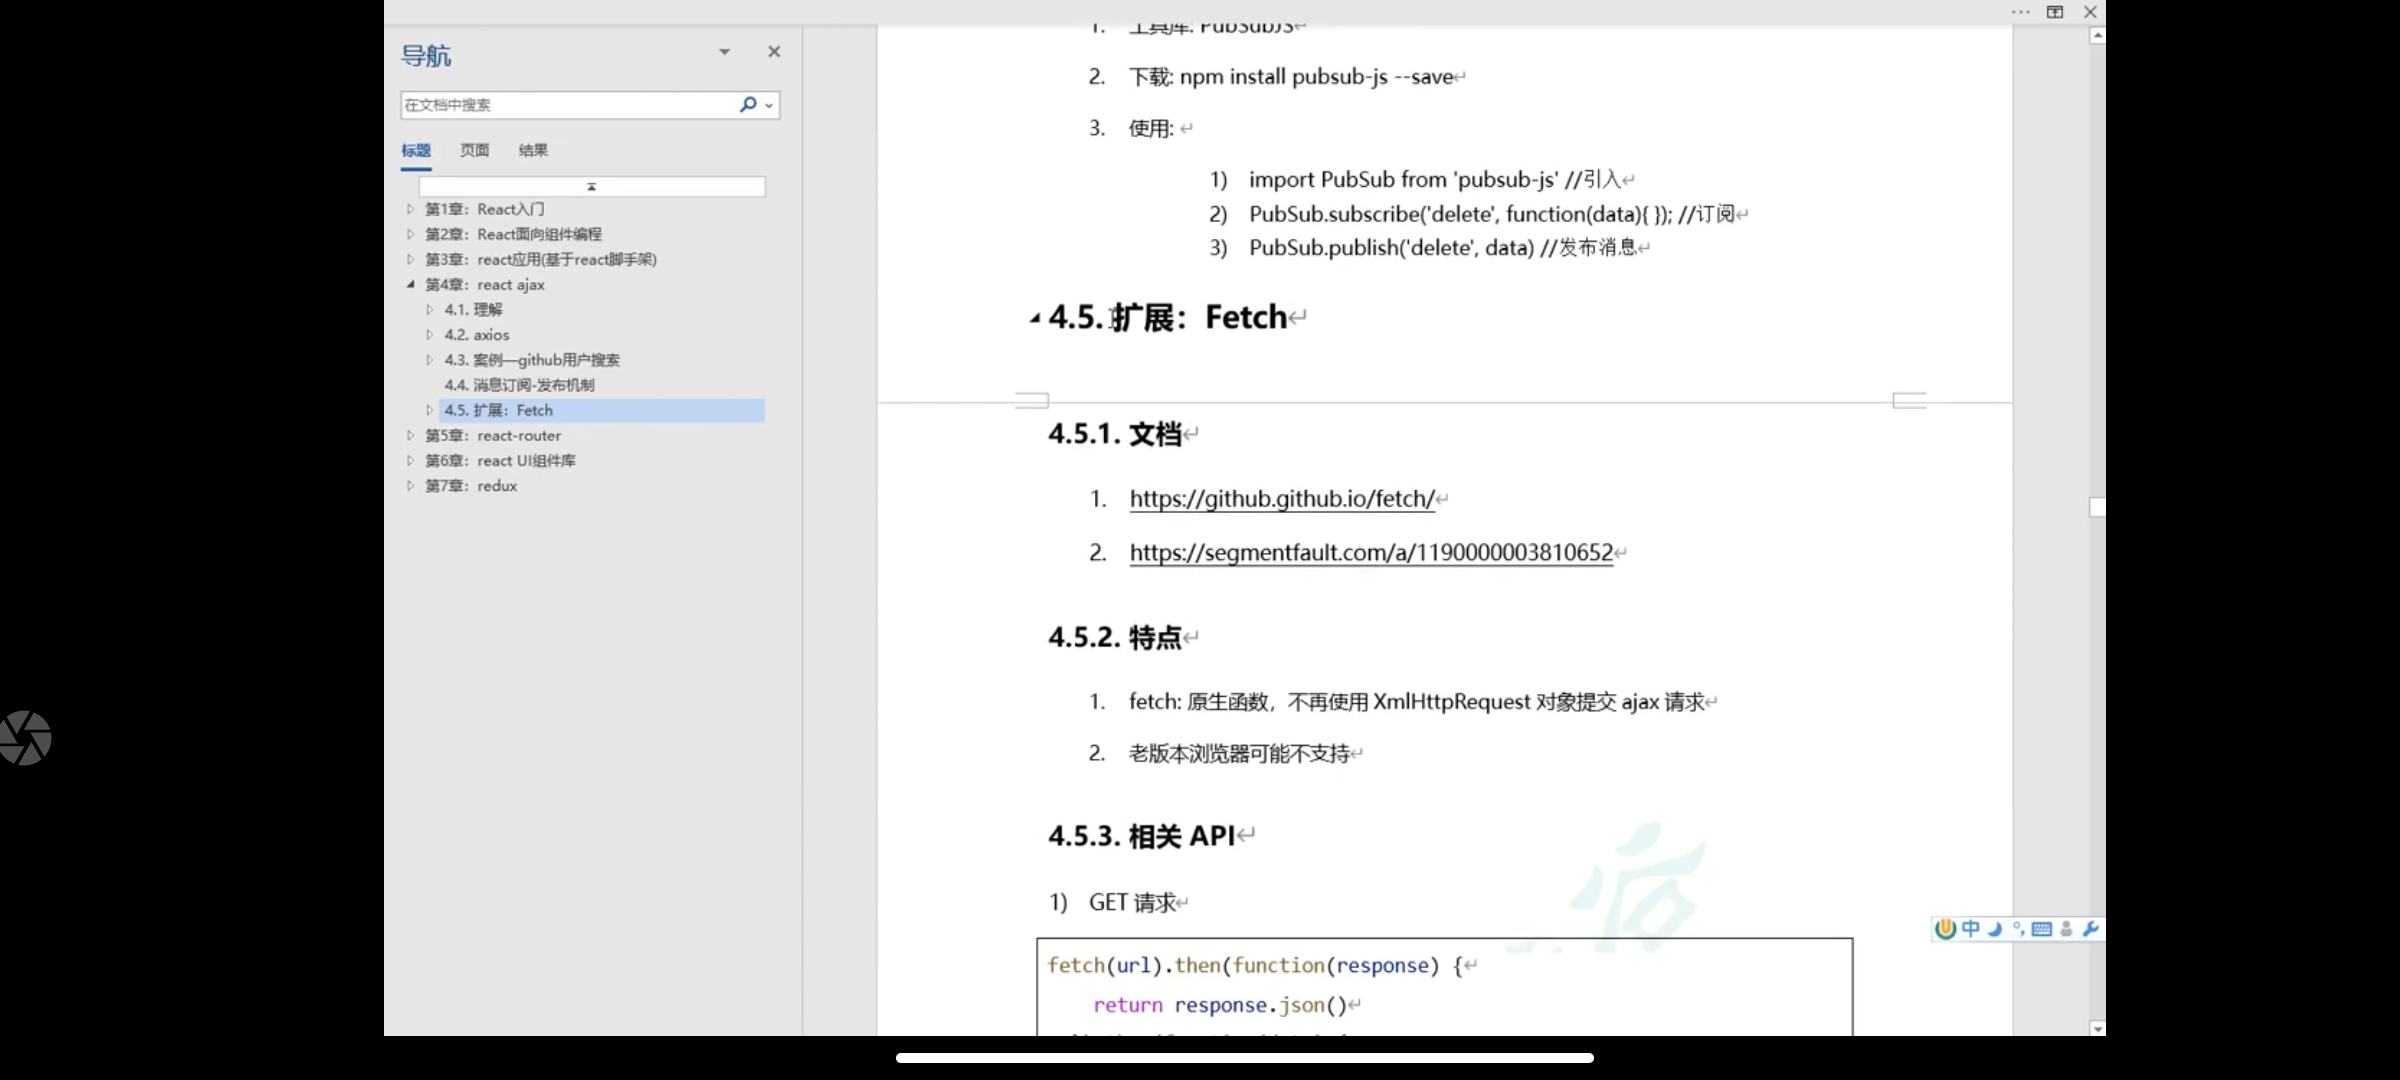 导航
在文档中搜索
标题 页面 结果
第1章：React入门
第2章：React面向组件编程
第3章：react应用(基于react脚手架)
第4章：react ajax
4.1. 理解
4.2. axios
4.3. 案例—github用户搜索
4.4. 消息订阅-发布机制
4.5. 扩展：Fetch
第5章：react-router
第6章：react UI组件库
第7章：redux
1. 工具库: PubSubJS
2. 下载: npm install pubsub-js --save
3. 使用:
1) import PubSub from 'pubsub-js' //引入
2) PubSub.subscribe('delete', function(data){ }); //订阅
3) PubSub.publish('delete', data) //发布消息
4.5. 扩展：Fetch
4.5.1. 文档
1. https://github.github.io/fetch/
2. https://segmentfault.com/a/1190000003810652
4.5.2. 特点
1. fetch: 原生函数，不再使用 XmlHttpRequest 对象提交 ajax 请求
2. 老版本浏览器可能不支持
4.5.3. 相关 API
1) GET 请求
fetch(url).then(function(response) {
return response.json()
中